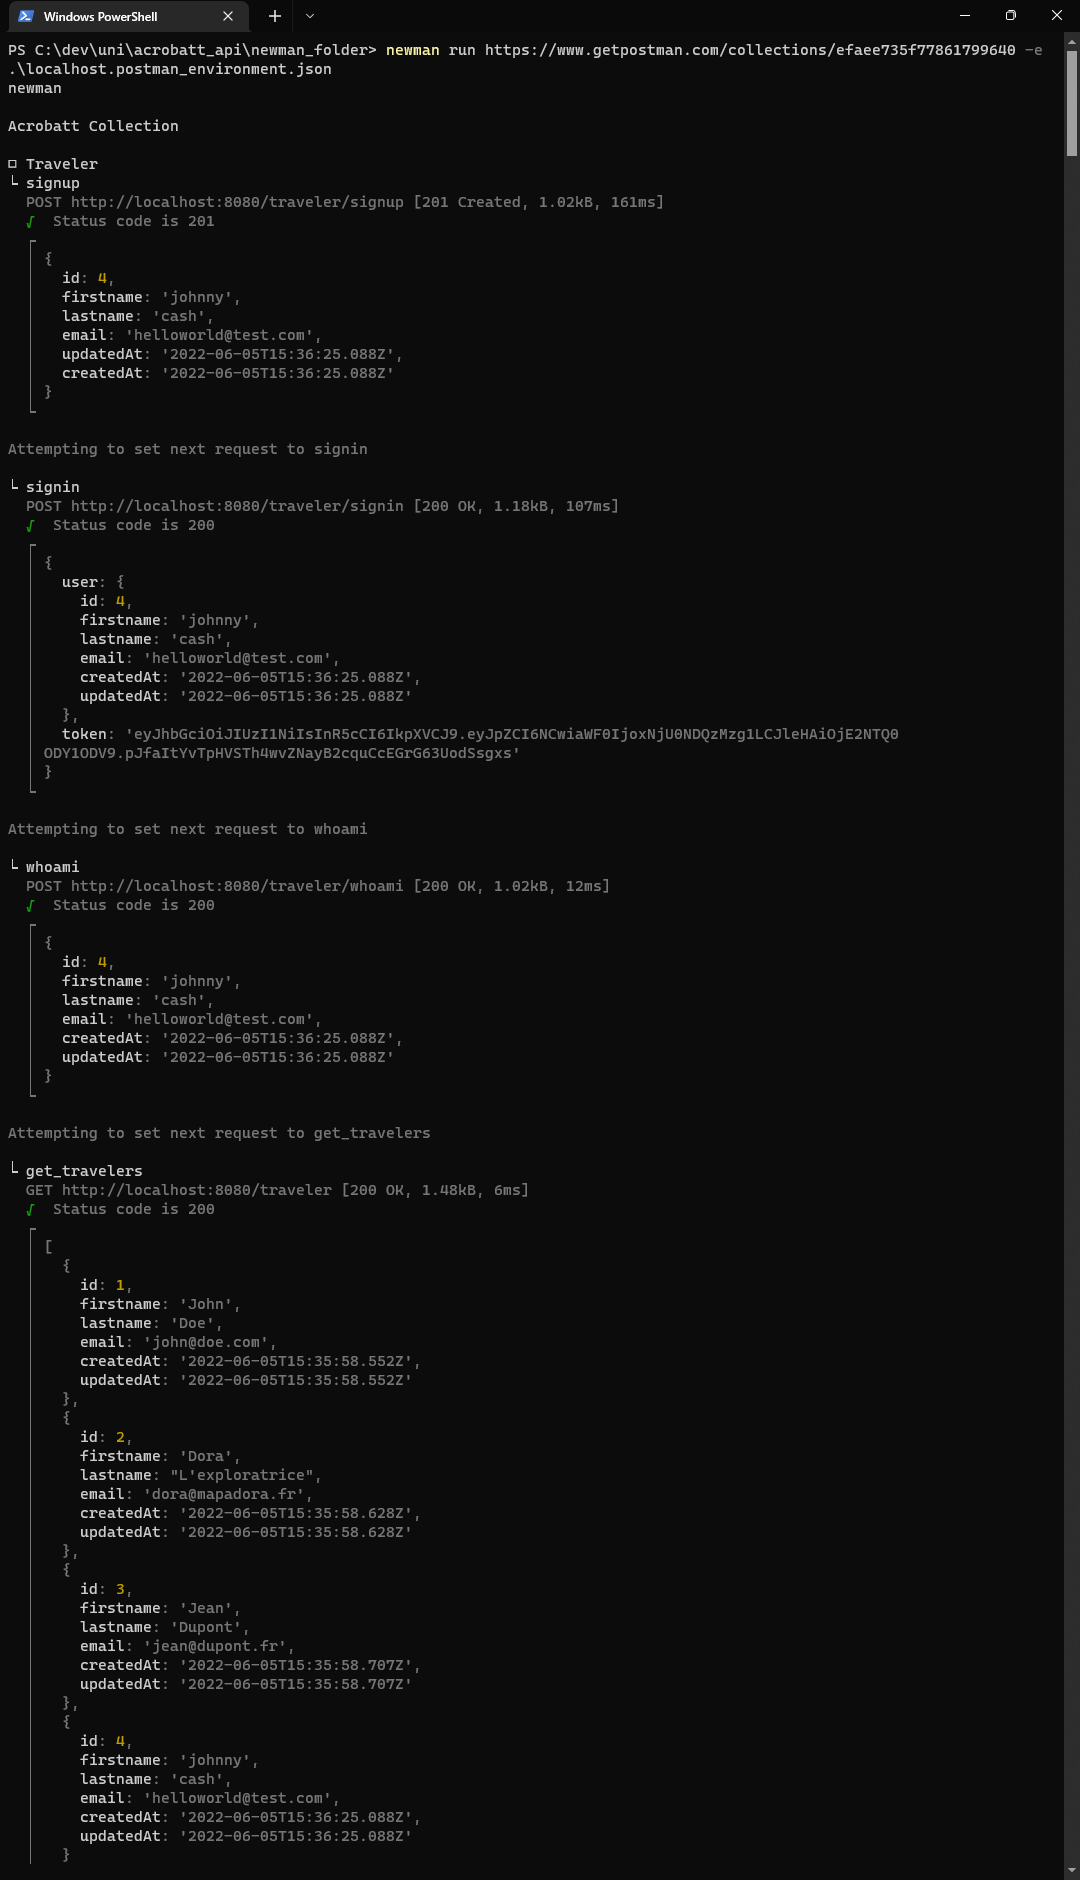 Windows PowerShell
PS C:\dev\uni\acrobatt_api\newman_folder> newman run https://www.getpostman.com/collections/efaee735f77861799640 -e
.\localhost.postman_environment.json
newman
Acrobatt Collection
□ Traveler
└ signup
POST http://localhost:8080/traveler/signup [201 Created, 1.02kB, 161ms]
√ Status code is 201
{
id: 4,
firstname: 'johnny',
lastname: 'cash',
email: 'helloworld@test.com',
updatedAt: '2022-06-05T15:36:25.088Z',
createdAt: '2022-06-05T15:36:25.088Z'
}
Attempting to set next request to signin
└ signin
POST http://localhost:8080/traveler/signin [200 OK, 1.18kB, 107ms]
√ Status code is 200
{
user: {
id: 4,
firstname: 'johnny',
lastname: 'cash',
email: 'helloworld@test.com',
createdAt: '2022-06-05T15:36:25.088Z',
updatedAt: '2022-06-05T15:36:25.088Z'
},
token: 'eyJhbGciOiJIUzI1NiIsInR5cCI6IkpXVCJ9.eyJpZCI6NCwiaWF0IjoxNjU0NDQzMzg1LCJleHAiOjE2NTQ0
ODY1ODV9.pJfaItYvTpHVSTh4wvZNayB2cquCcEGrG63UodSsgxs'
}
Attempting to set next request to whoami
└ whoami
POST http://localhost:8080/traveler/whoami [200 OK, 1.02kB, 12ms]
√ Status code is 200
{
id: 4,
firstname: 'johnny',
lastname: 'cash',
email: 'helloworld@test.com',
createdAt: '2022-06-05T15:36:25.088Z',
updatedAt: '2022-06-05T15:36:25.088Z'
}
Attempting to set next request to get_travelers
└ get_travelers
GET http://localhost:8080/traveler [200 OK, 1.48kB, 6ms]
√ Status code is 200
[
{
id: 1,
firstname: 'John',
lastname: 'Doe',
email: 'john@doe.com',
createdAt: '2022-06-05T15:35:58.552Z',
updatedAt: '2022-06-05T15:35:58.552Z'
},
{
id: 2,
firstname: 'Dora',
lastname: "L'exploratrice",
email: 'dora@mapadora.fr',
createdAt: '2022-06-05T15:35:58.628Z',
updatedAt: '2022-06-05T15:35:58.628Z'
},
{
id: 3,
firstname: 'Jean',
lastname: 'Dupont',
email: 'jean@dupont.fr',
createdAt: '2022-06-05T15:35:58.707Z',
updatedAt: '2022-06-05T15:35:58.707Z'
},
{
id: 4,
firstname: 'johnny',
lastname: 'cash',
email: 'helloworld@test.com',
createdAt: '2022-06-05T15:36:25.088Z',
updatedAt: '2022-06-05T15:36:25.088Z'
}